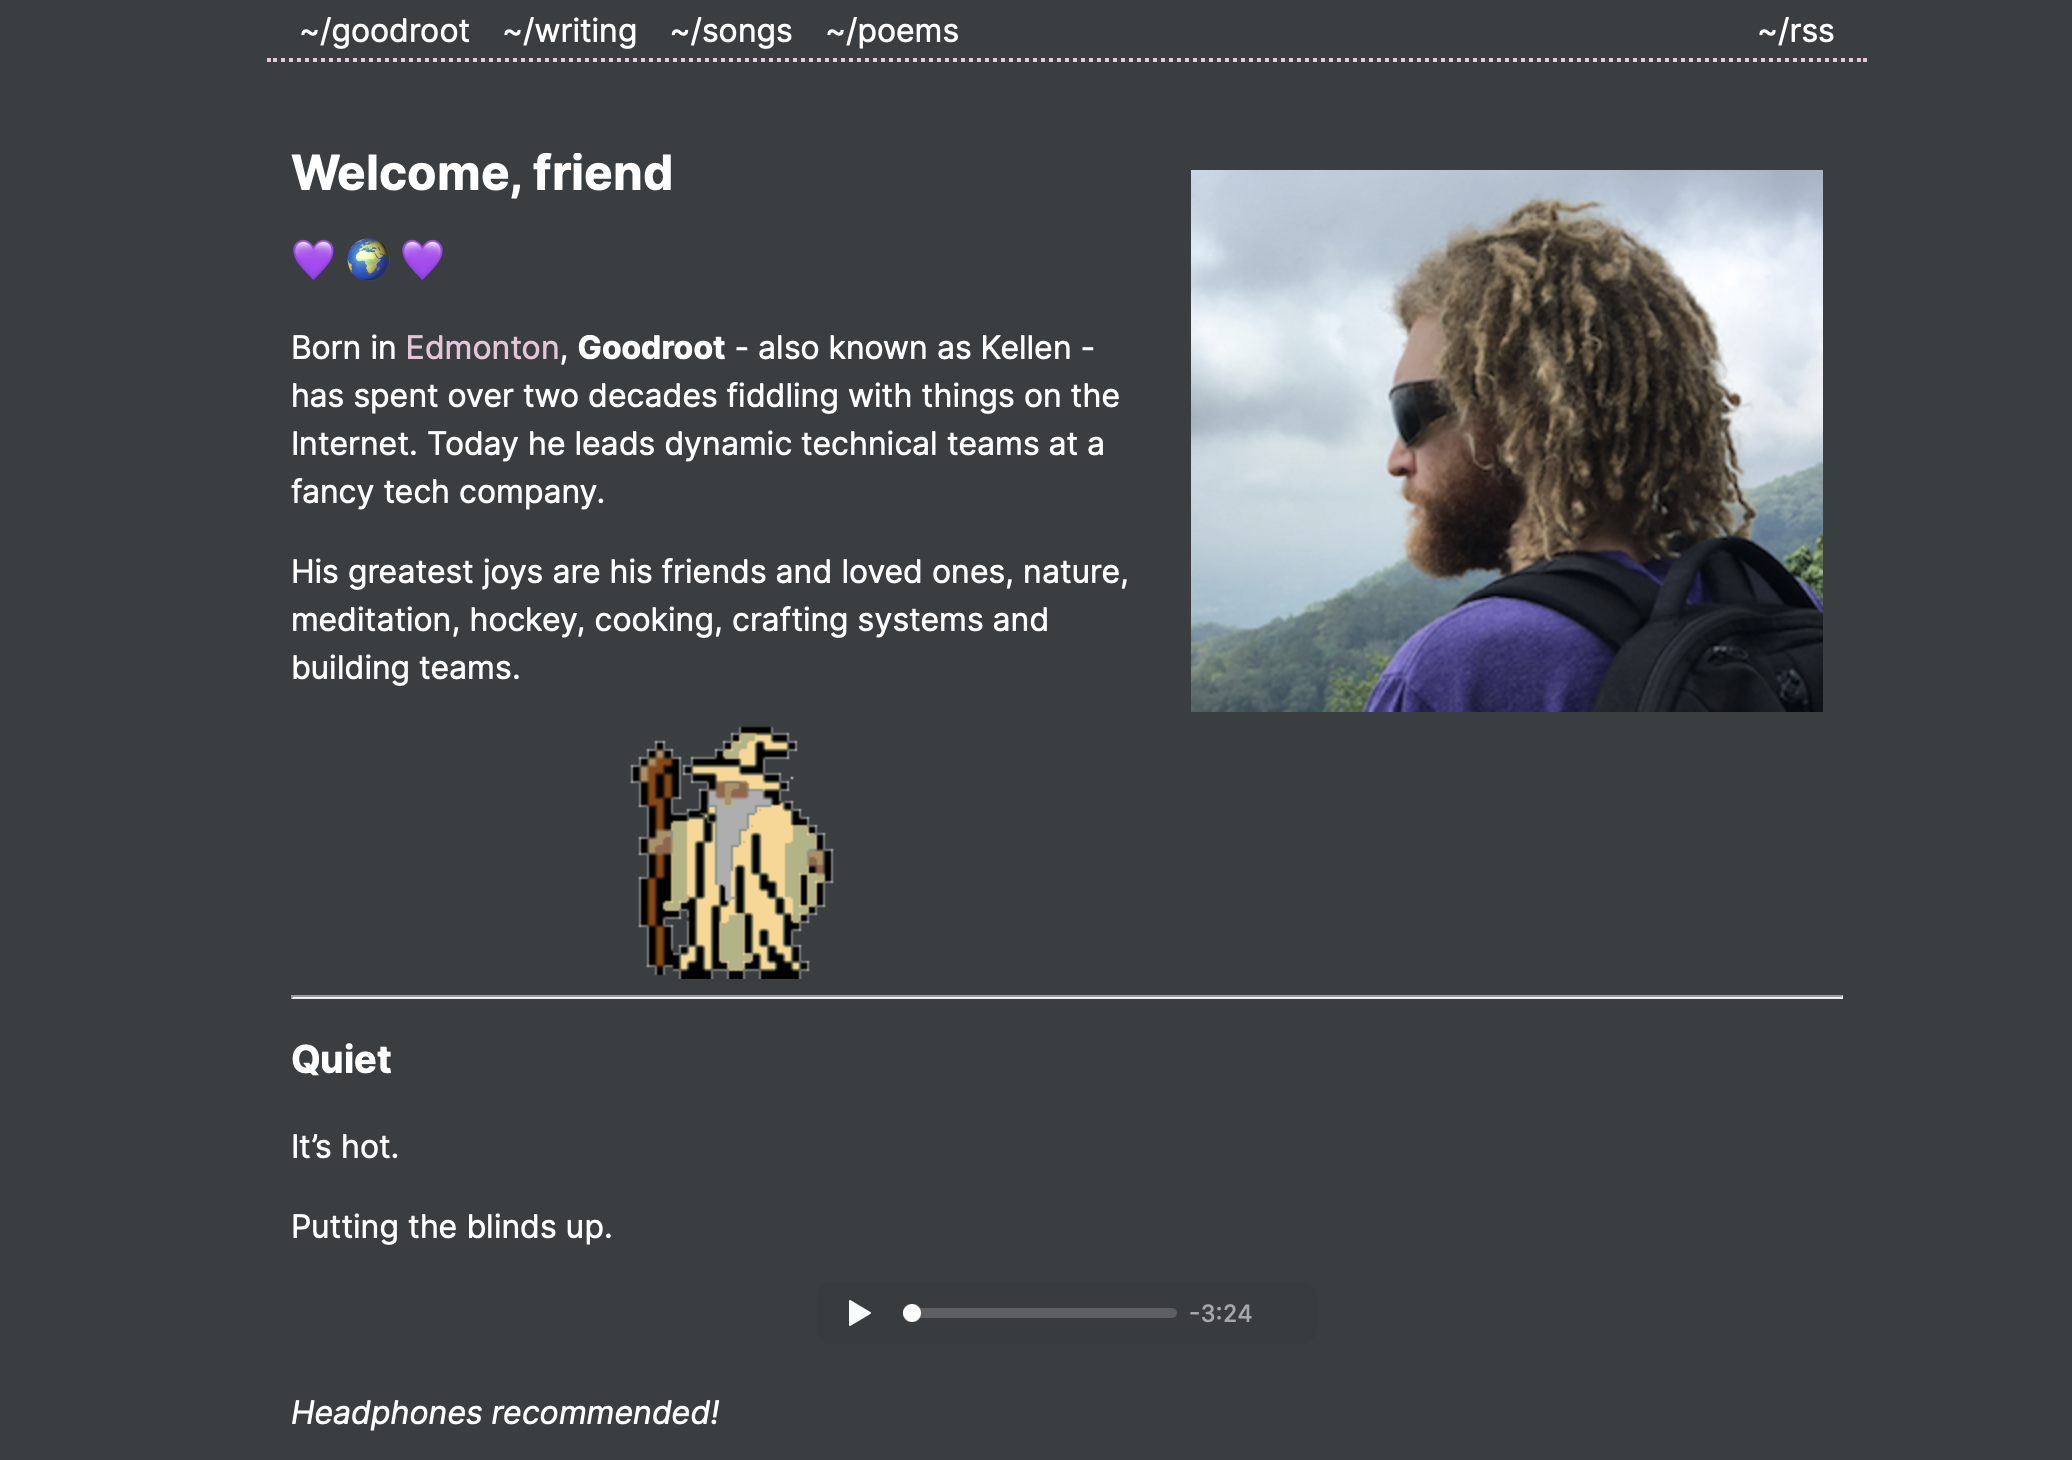 ~/goodroot ~/writing ~/songs ~/poems ~/rss
Welcome, friend
💜 🌍 💜
Born in Edmonton, Goodroot - also known as Kellen -
has spent over two decades fiddling with things on the
Internet. Today he leads dynamic technical teams at a
fancy tech company.
His greatest joys are his friends and loved ones, nature,
meditation, hockey, cooking, crafting systems and
building teams.
Quiet
It’s hot.
Putting the blinds up.
-3:24
Headphones recommended!